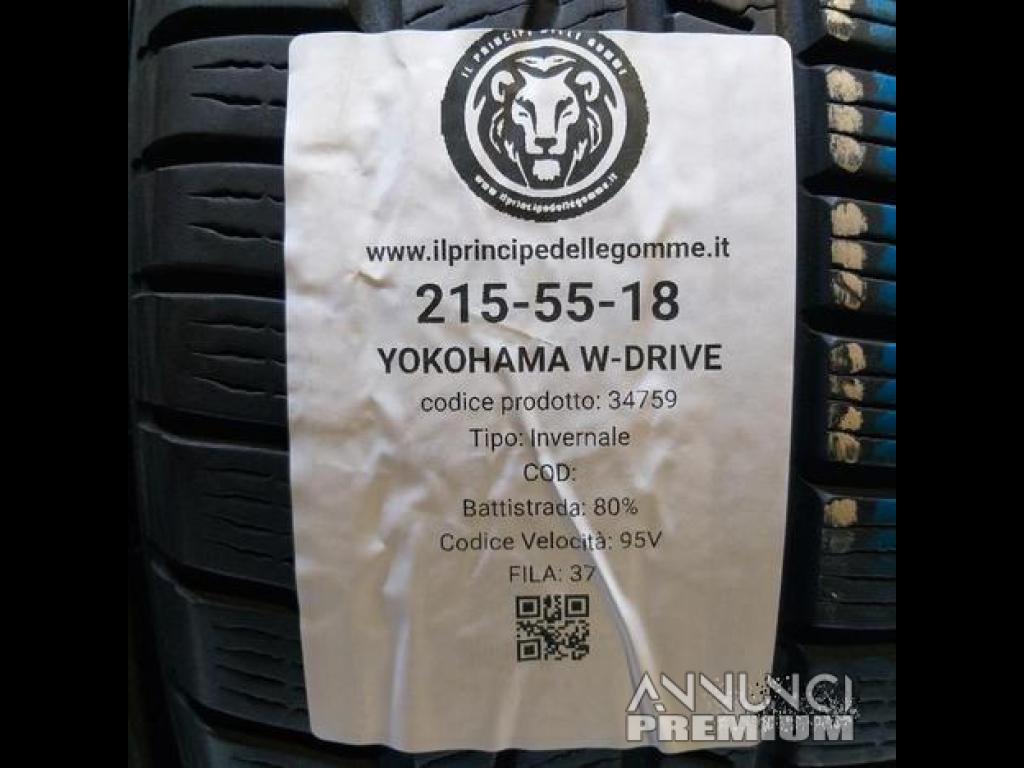 IL PRINCIPE DELLE GOMME
www.ilprincipedellegomme.it
www.ilprincipedellegomme.it
215-55-18
YOKOHAMA W-DRIVE
codice prodotto: 34759
Tipo: Invernale
COD:
Battistrada: 80%
Codice Velocità: 95V
FILA: 37
ANNUNCI
PREMIUM